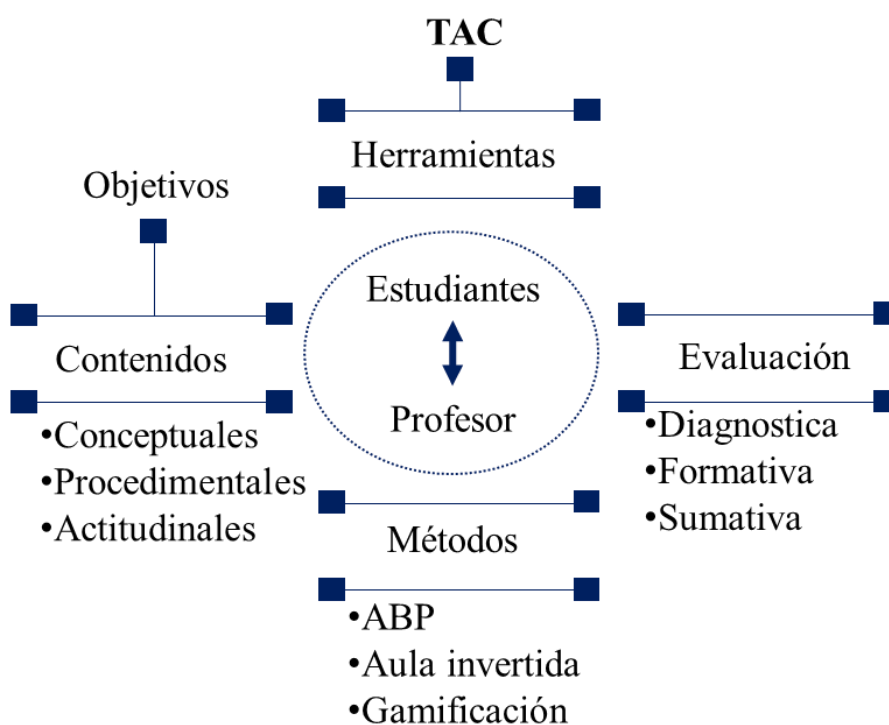 TAC
Herramientas
Objetivos
Contenidos
•Conceptuales
•Procedimentales
•Actitudinales
Estudiantes
Profesor
Evaluación
•Diagnostica
•Formativa
•Sumativa
Métodos
•ABP
•Aula invertida
•Gamificación